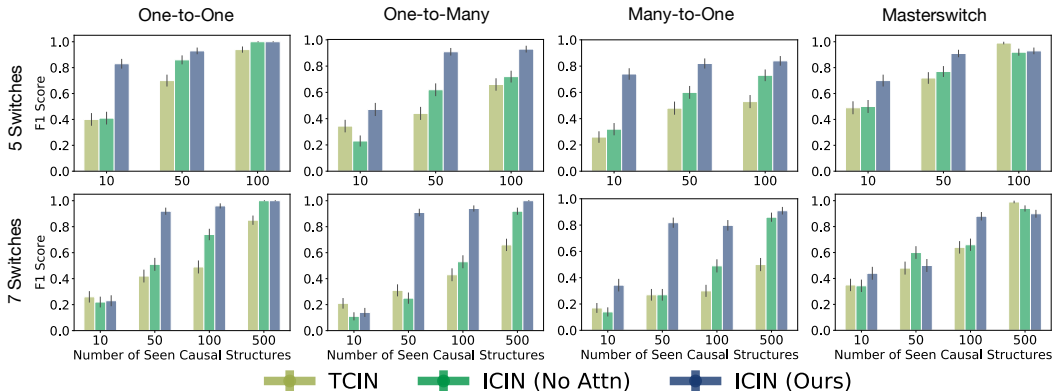 One-to-One One-to-Many Many-to-One Masterswitch
5 Switches
F1 Score
1.0 1.0 1.0 1.0
0.8 0.8 0.8 0.8
0.6 0.6 0.6 0.6
0.4 0.4 0.4 0.4
0.2 0.2 0.2 0.2
0.0 0.0 0.0 0.0
10 50 100 10 50 100 10 50 100 10 50 100
7 Switches
F1 Score
1.0 1.0 1.0 1.0
0.8 0.8 0.8 0.8
0.6 0.6 0.6 0.6
0.4 0.4 0.4 0.4
0.2 0.2 0.2 0.2
0.0 0.0 0.0 0.0
10 50 100 500 10 50 100 500 10 50 100 500 10 50 100 500
Number of Seen Causal Structures Number of Seen Causal Structures Number of Seen Causal Structures Number of Seen Causal Structures
TCIN ICIN (No Attn) ICIN (Ours)